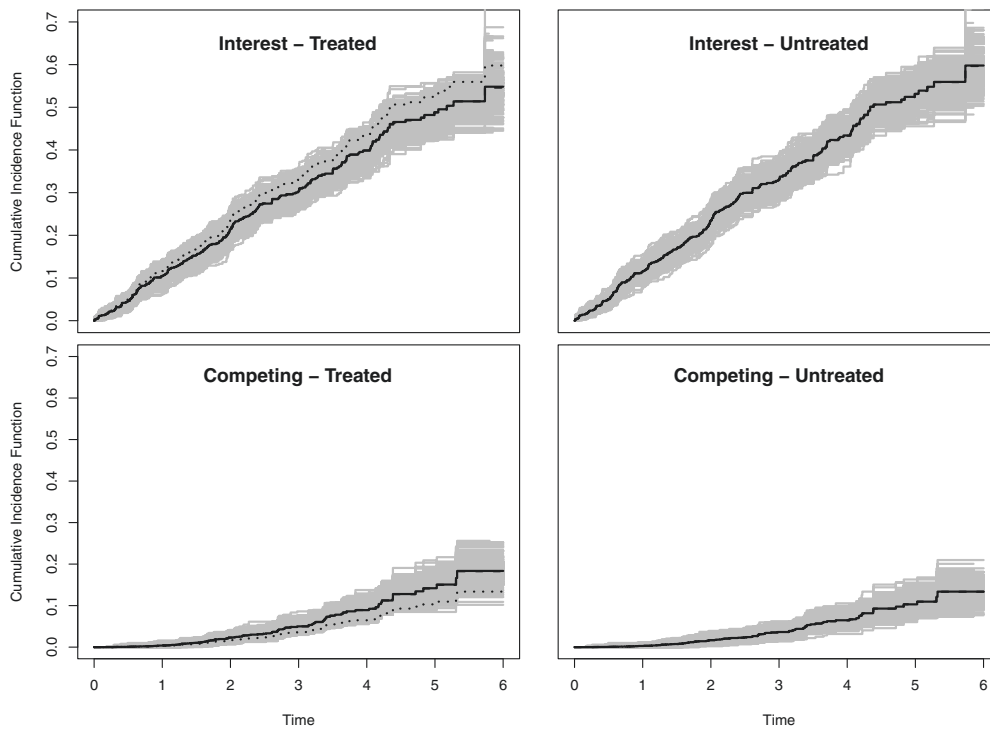 Interest – Treated
Interest – Untreated
Cumulative Incidence Function
0.0 0.1 0.2 0.3 0.4 0.5 0.6 0.7
Competing – Treated
Competing – Untreated
Cumulative Incidence Function
0.0 0.1 0.2 0.3 0.4 0.5 0.6 0.7
0 1 2 3 4 5 6
0 1 2 3 4 5 6
Time
Time